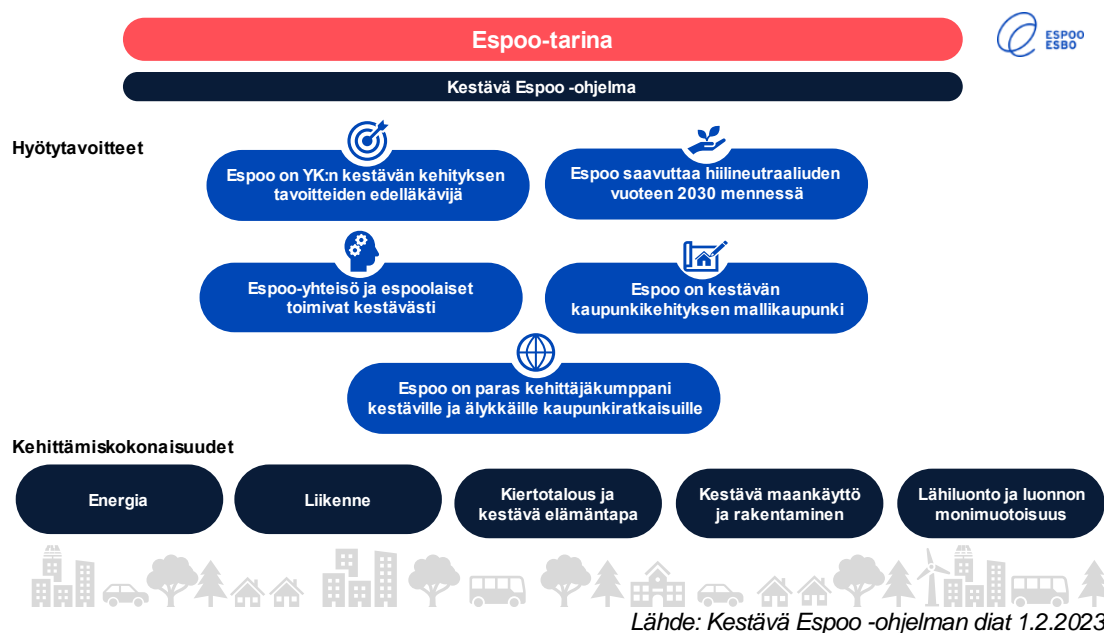 Espoo-tarina
ESPOO
ESBO
Kestävä Espoo -ohjelma
Hyötytavoitteet
Espoo on YK:n kestävän kehityksen
tavoitteiden edelläkävijä
Espoo saavuttaa hiilineutraaliuden
vuoteen 2030 mennessä
Espoo-yhteisö ja espoolaiset
toimivat kestävästi
Espoo on kestävän
kaupunkikehityksen mallikaupunki
Espoo on paras kehittäjäkumppani
kestäville ja älykkäille kaupunkiratkaisuille
Kehittämiskokonaisuudet
Energia
Liikenne
Kiertotalous ja
kestävä elämäntapa
Kestävä maankäyttö
ja rakentaminen
Lähiluonto ja luonnon
monimuotoisuus
Lähde: Kestävä Espoo -ohjelman diat 1.2.2023